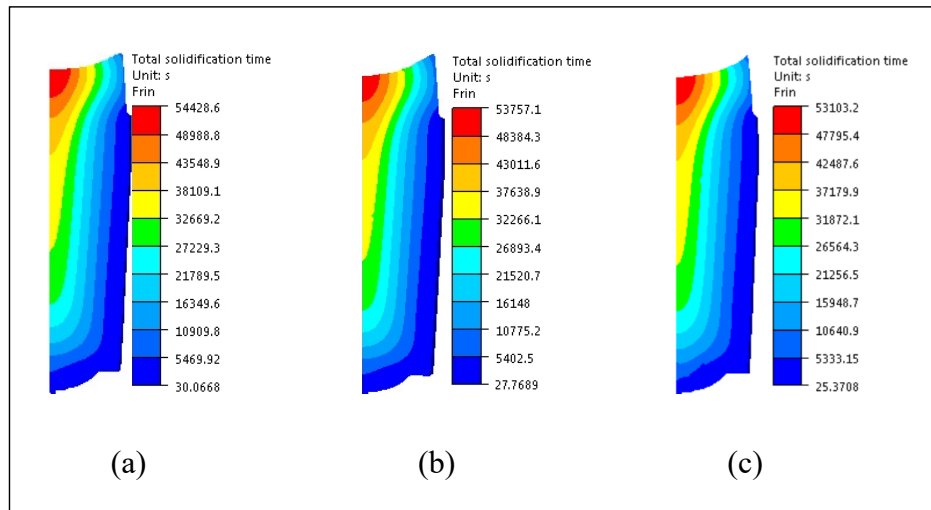 Total solidification time
Unit: s
Frin
54428.6
48988.8
43548.9
38109.1
32669.2
27229.3
21789.5
16349.6
10909.8
5469.92
30.0668
(a)
Total solidification time
Unit: s
Frin
53757.1
48384.3
43011.6
37638.9
32266.1
26893.4
21520.7
16148
10775.2
5402.5
27.7689
(b)
Total solidification time
Unit: s
Frin
53103.2
47795.4
42487.6
37179.9
31872.1
26564.3
21256.5
15948.7
10640.9
5333.15
25.3708
(c)